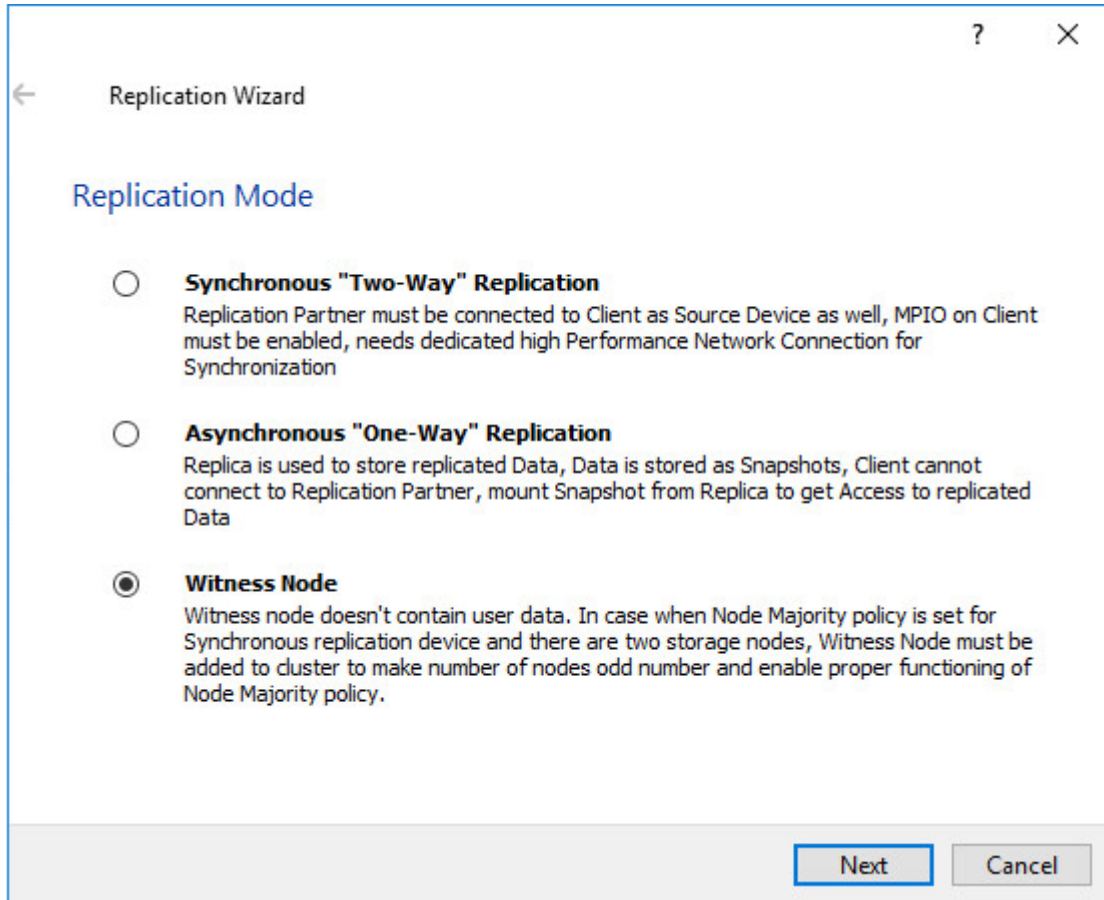 ?
Replication Wizard
Replication Mode
Synchronous "Two-Way" Replication
Replication Partner must be connected to Client as Source Device as well, MPIO on Client
must be enabled, needs dedicated high Performance Network Connection for
Synchronization
Asynchronous "One-Way" Replication
Replica is used to store replicated Data, Data is stored as Snapshots, Client cannot
connect to Replication Partner, mount Snapshot from Replica to get Access to replicated
Data
Witness Node
Witness node doesn't contain user data. In case when Node Majority policy is set for
Synchronous replication device and there are two storage nodes, Witness Node must be
added to cluster to make number of nodes odd number and enable proper functioning of
Node Majority policy.
Next Cancel